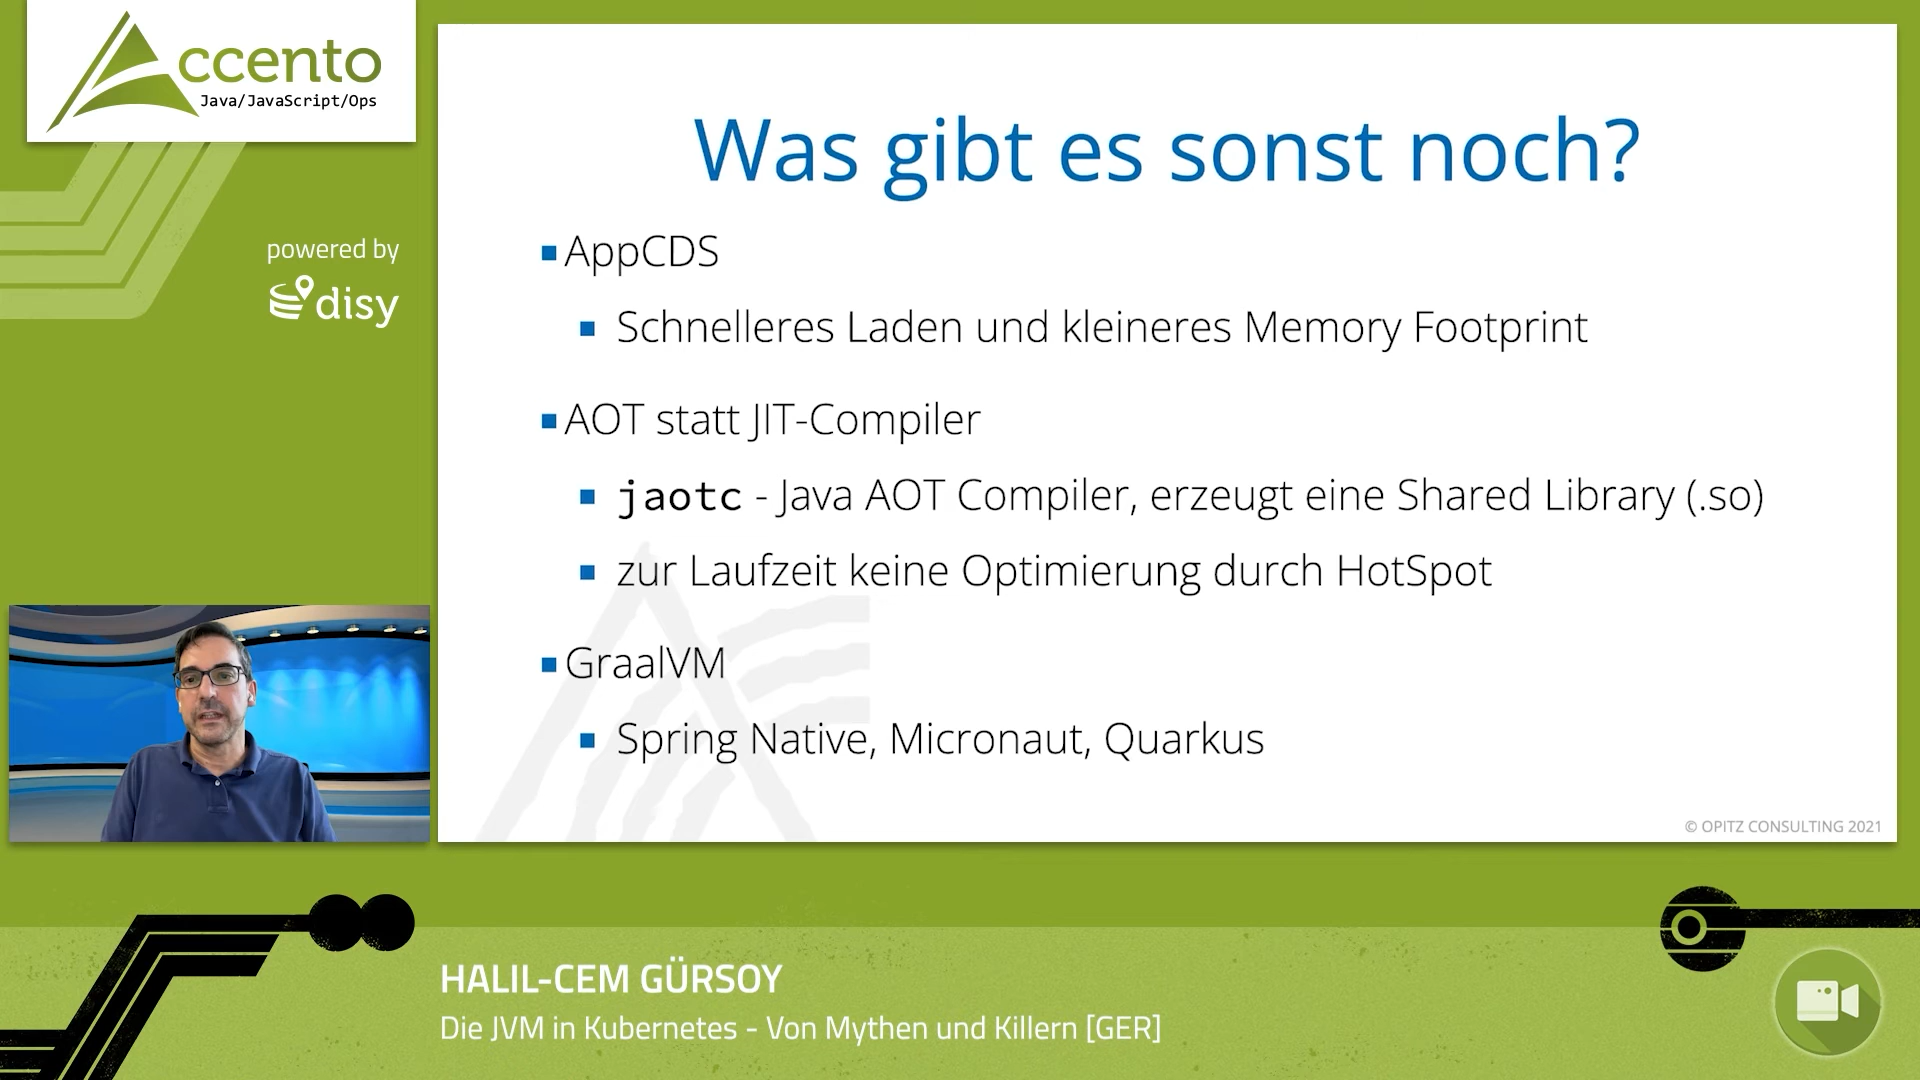 Accento
Java/JavaScript/Ops
powered by
disy
Was gibt es sonst noch?
AppCDS
Schnelleres Laden und kleineres Memory Footprint
AOT statt JIT-Compiler
jaotc - Java AOT Compiler, erzeugt eine Shared Library (.so)
zur Laufzeit keine Optimierung durch HotSpot
GraalVM
Spring Native, Micronaut, Quarkus
© OPITZ CONSULTING 2021
HALIL-CEM GÜRSOY
Die JVM in Kubernetes - Von Mythen und Killern [GER]